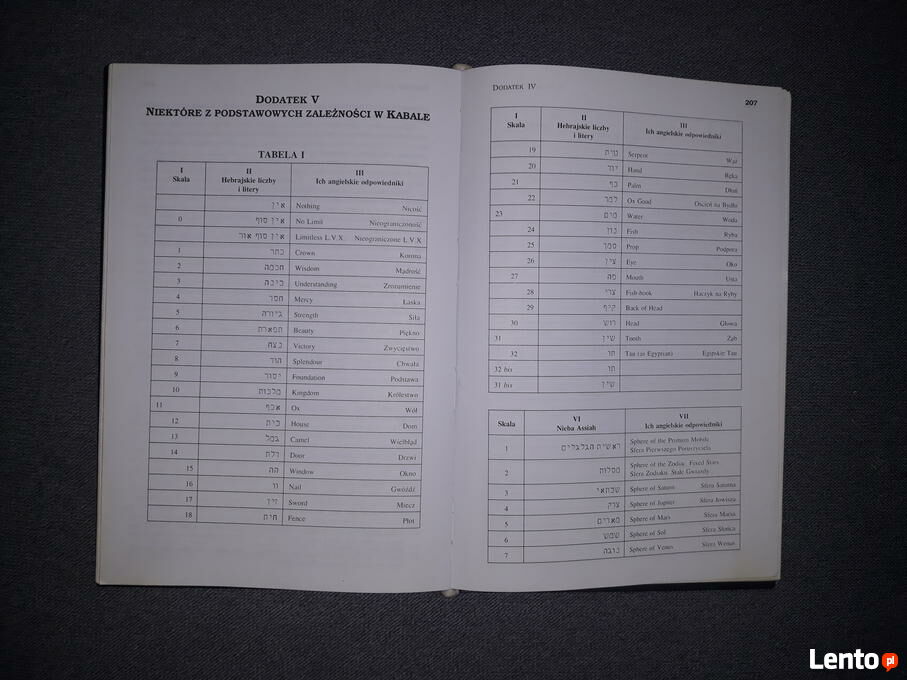 DODATEK V
NIEKTÓRE Z PODSTAWOWYCH ZALEŻNOŚCI W KABALE
TABELA I
I Skala II Hebrajskie liczby i litery III Ich angielskie odpowiedniki
אין Nothing Nicość
0 אין סוף No Limit Nieograniczoność
אין סוף אור Limitless L.V.X. Nieograniczone L.V.X
1 כתר Crown Korona
2 חכמה Wisdom Mądrość
3 בינה Understanding Zrozumienie
4 חסד Mercy Łaska
5 גבורה Strength Siła
6 תפארת Beauty Piękno
7 נצח Victory Zwycięstwo
8 הוד Splendour Chwała
9 יסוד Foundation Podstawa
10 מלכות Kingdom Królestwo
11 אלף Ox Wół
12 בית House Dom
13 גמל Camel Wielbłąd
14 דלת Door Drzwi
15 הה Window Okno
16 וו Nail Gwóźdź
17 זין Sword Miecz
18 חית Fence Płot
DODATEK IV
207
I Skala II Hebrajskie liczby i litery III Ich angielskie odpowiedniki
19 טית Serpent Wąż
20 יוד Hand Ręka
21 כף Palm Dłoń
22 למד Ox Goad Oścień na Bydło
23 מים Water Woda
24 נון Fish Ryba
25 סמך Prop Podpora
26 עין Eye Oko
27 פה Mouth Usta
28 צדי Fish-hook Haczyk na Ryby
29 קוף Back of Head
30 Head Głowa
31 שין Tooth Ząb
32 תו Tau (as Egyptian) Egipskie Tau
32 bis תו
31 bis שין
Skala VI Nieba Assiah VII Ich angielskie odpowiedniki
1 ראשית הגלגלים Sphere of the Primum Mobile
Sfera Pierwszego Poruszyciela
2 מסלות Sphere of the Zodiac. Fixed Stars
Sfera Zodiaku. Stałe Gwiazdy
3 שבתאי Sphere of Saturn Sfera Saturna
4 צדק Sphere of Jupiter Sfera Jowisza
5 מאדים Sphere of Mars Sfera Marsa
6 שמש Sphere of Sol Sfera Słońca
7 נוגה Sphere of Venus Sfera Wenus
Lento pl